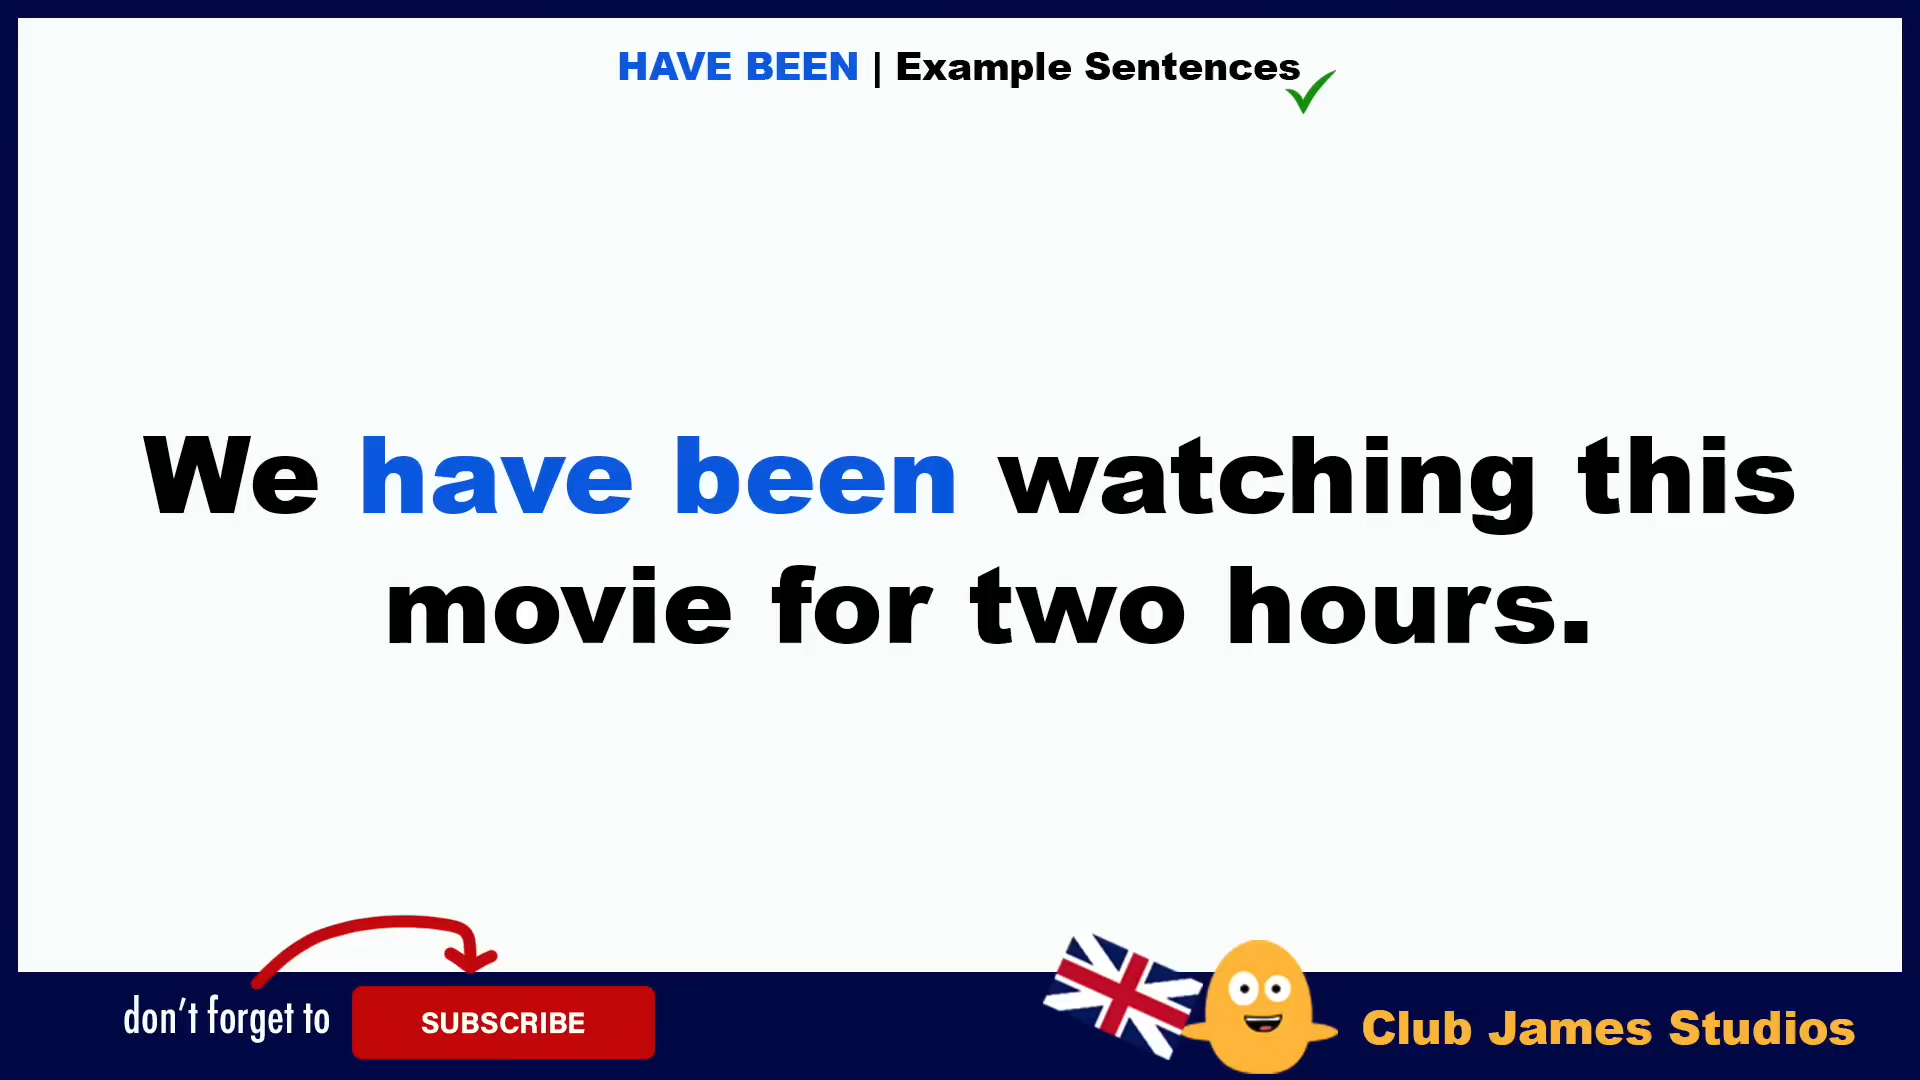 HAVE BEEN | Example Sentences
We have been watching this
movie for two hours.
don't forget to
SUBSCRIBE
Club James Studios